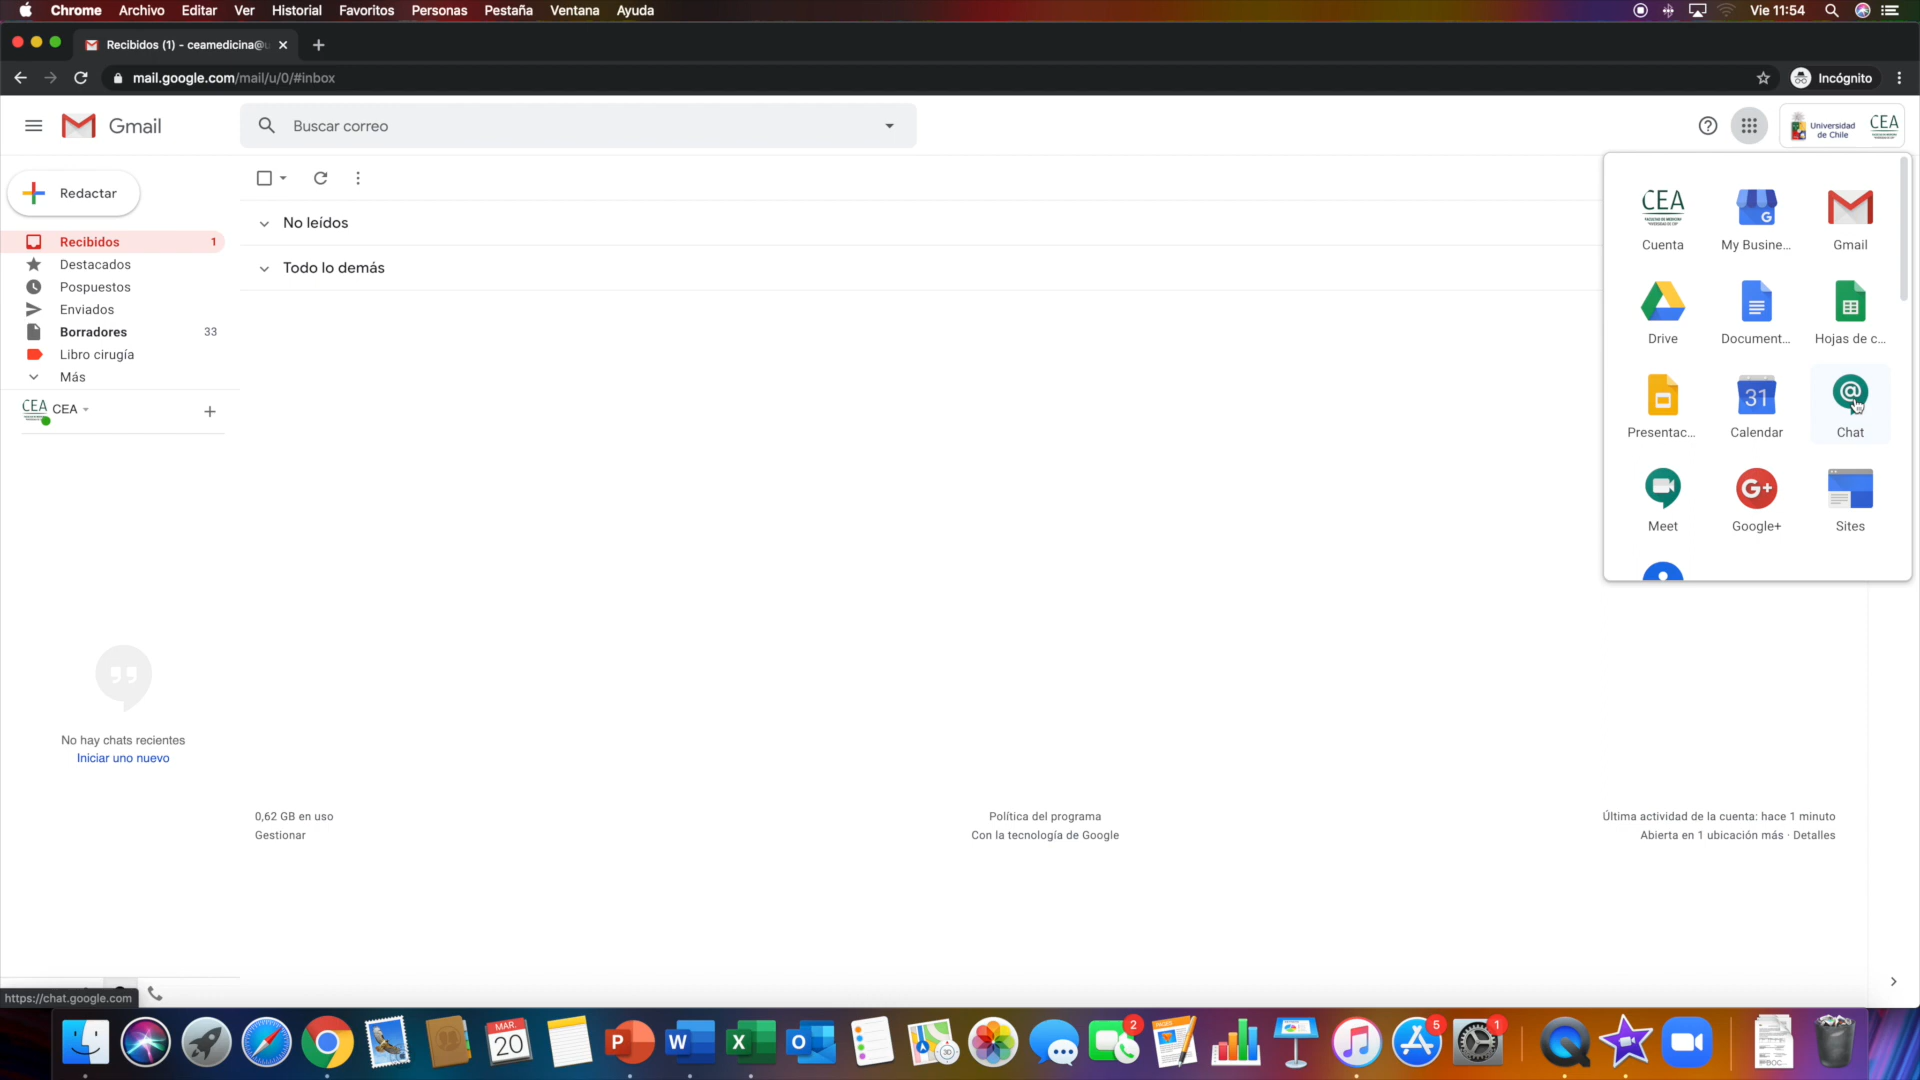 Chrome Archivo Editar Ver Historial Favoritos Personas Pestaña Ventana Ayuda
Vie 11:54
Recibidos (1) - ceamedicina@u
mail.google.com/mail/u/0/#inbox
Incógnito
Gmail
Buscar correo
Universidad
de Chile
CEA
Redactar
No leídos
Todo lo demás
Recibidos 1
Destacados
Pospuestos
Enviados
Borradores 33
Libro cirugía
Más
CEA CEA
No hay chats recientes
Iniciar uno nuevo
CEA
Cuenta My Busine... Gmail
Drive Document... Hojas de c...
31
Presentac... Calendar Chat
G+
Meet Google+ Sites
0,62 GB en uso
Gestionar
Política del programa
Con la tecnología de Google
Última actividad de la cuenta: hace 1 minuto
Abierta en 1 ubicación más · Detalles
https://chat.google.com
MAR.
20
P
W
X
O
2
PAGES
5
1
DOC